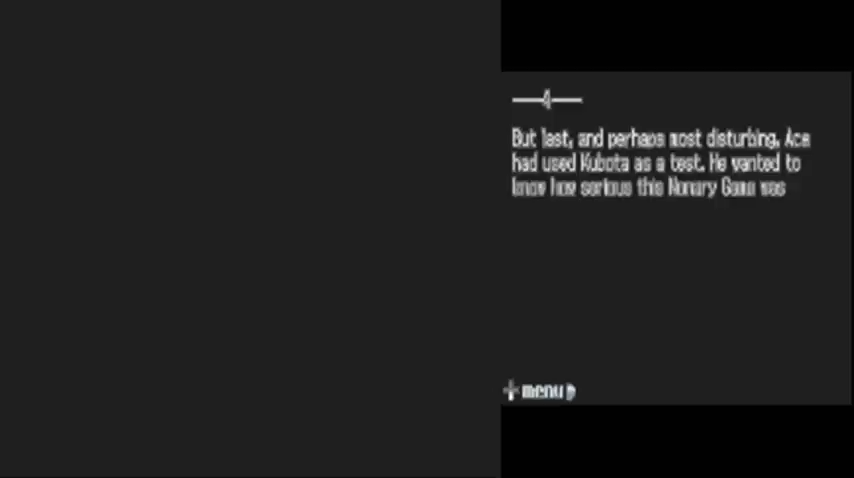 4
But last, and perhaps most disturbing, Ace
had used Kubota as a test. He wanted to
know how serious this Nonary Game was
menu